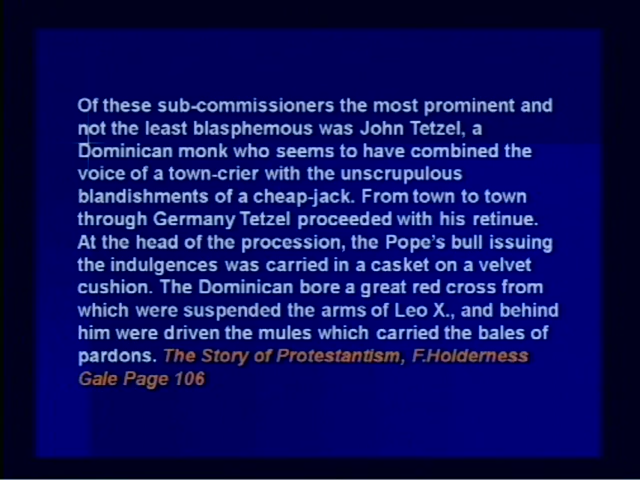 Of these sub-commissioners the most prominent and
not the least blasphemous was John Tetzel, a
Dominican monk who seems to have combined the
voice of a town-crier with the unscrupulous
blandishments of a cheap-jack. From town to town
through Germany Tetzel proceeded with his retinue.
At the head of the procession, the Pope's bull issuing
the indulgences was carried in a casket on a velvet
cushion. The Dominican bore a great red cross from
which were suspended the arms of Leo X., and behind
him were driven the mules which carried the bales of
pardons. The Story of Protestantism, F.Holderness
Gale Page 106